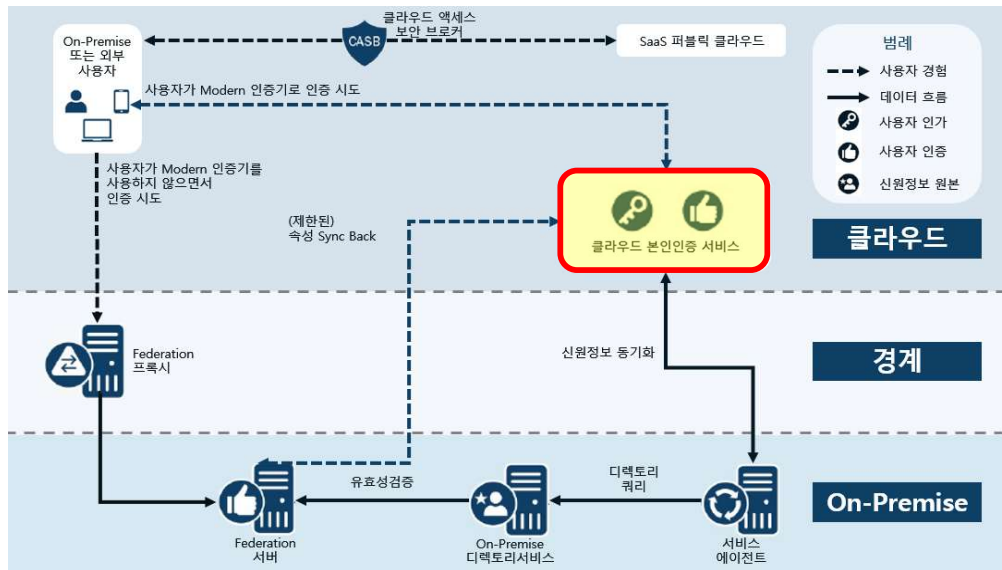 On-Premise
또는 외부
사용자
클라우드 액세스
보안 브로커
CASB
SaaS 퍼블릭 클라우드
사용자가 Modern 인증기로 인증 시도
사용자가 Modern 인증기를
사용하지 않으면서
인증 시도
(제한된)
속성 Sync Back
클라우드 본인인증 서비스
범례
사용자 경험
데이터 흐름
사용자 인가
사용자 인증
신원정보 원본
클라우드
Federation
프록시
신원정보 동기화
경계
유효성검증
디렉토리
쿼리
Federation
서버
On-Premise
디렉토리서비스
서비스
에이전트
On-Premise